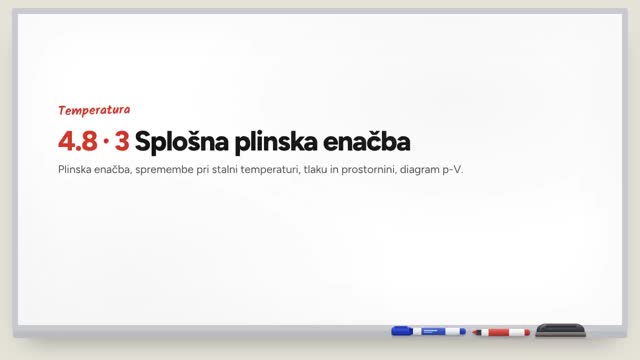 Temperatura
4.8 · 3 Splošna plinska enačba
Plinska enačba, spremembe pri stalni temperaturi, tlaku in prostornini, diagram p-V.